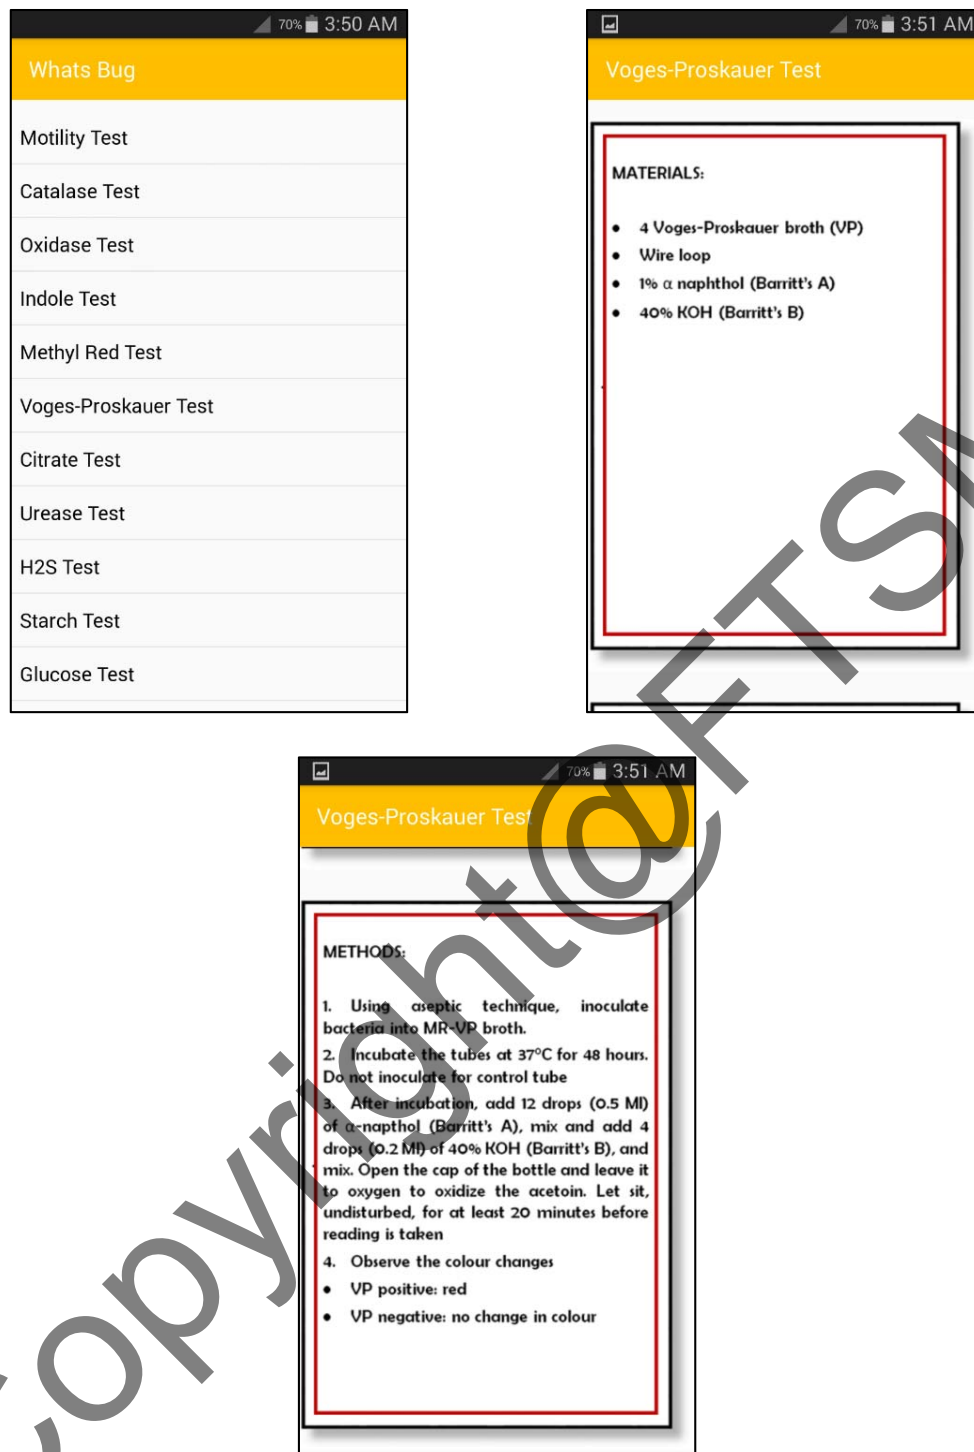 70% 3:50 AM
Whats Bug
Motility Test
Catalase Test
Oxidase Test
Indole Test
Methyl Red Test
Voges-Proskauer Test
Citrate Test
Urease Test
H2S Test
Starch Test
Glucose Test
70% 3:51 AM
Voges-Proskauer Test
MATERIALS:
• 4 Voges-Proskauer broth (VP)
• Wire loop
• 1% α naphthol (Barritt's A)
• 40% KOH (Barritt's B)
70% 3:51 AM
Voges-Proskauer Test
METHODS:
1. Using aseptic technique, inoculate
bacteria into MR-VP broth.
2. Incubate the tubes at 37°C for 48 hours.
Do not inoculate for control tube
3. After incubation, add 12 drops (0.5 Ml)
of α-napthol (Barritt's A), mix and add 4
drops (0.2 Ml) of 40% KOH (Barritt's B), and
mix. Open the cap of the bottle and leave it
to oxygen to oxidize the acetoin. Let sit,
undisturbed, for at least 20 minutes before
reading is taken
4. Observe the colour changes
• VP positive: red
• VP negative: no change in colour
Copyright@FTSM